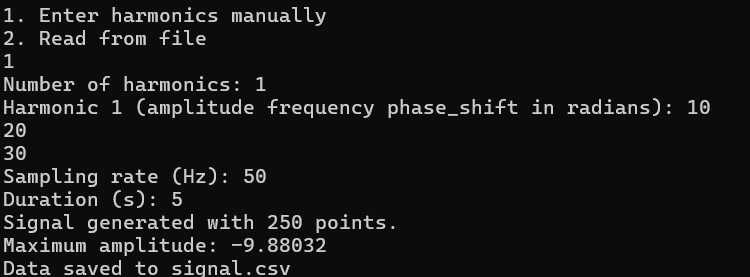 1. Enter harmonics manually
2. Read from file
1
Number of harmonics: 1
Harmonic 1 (amplitude frequency phase_shift in radians): 10
20
30
Sampling rate (Hz): 50
Duration (s): 5
Signal generated with 250 points.
Maximum amplitude: -9.88032
Data saved to signal.csv